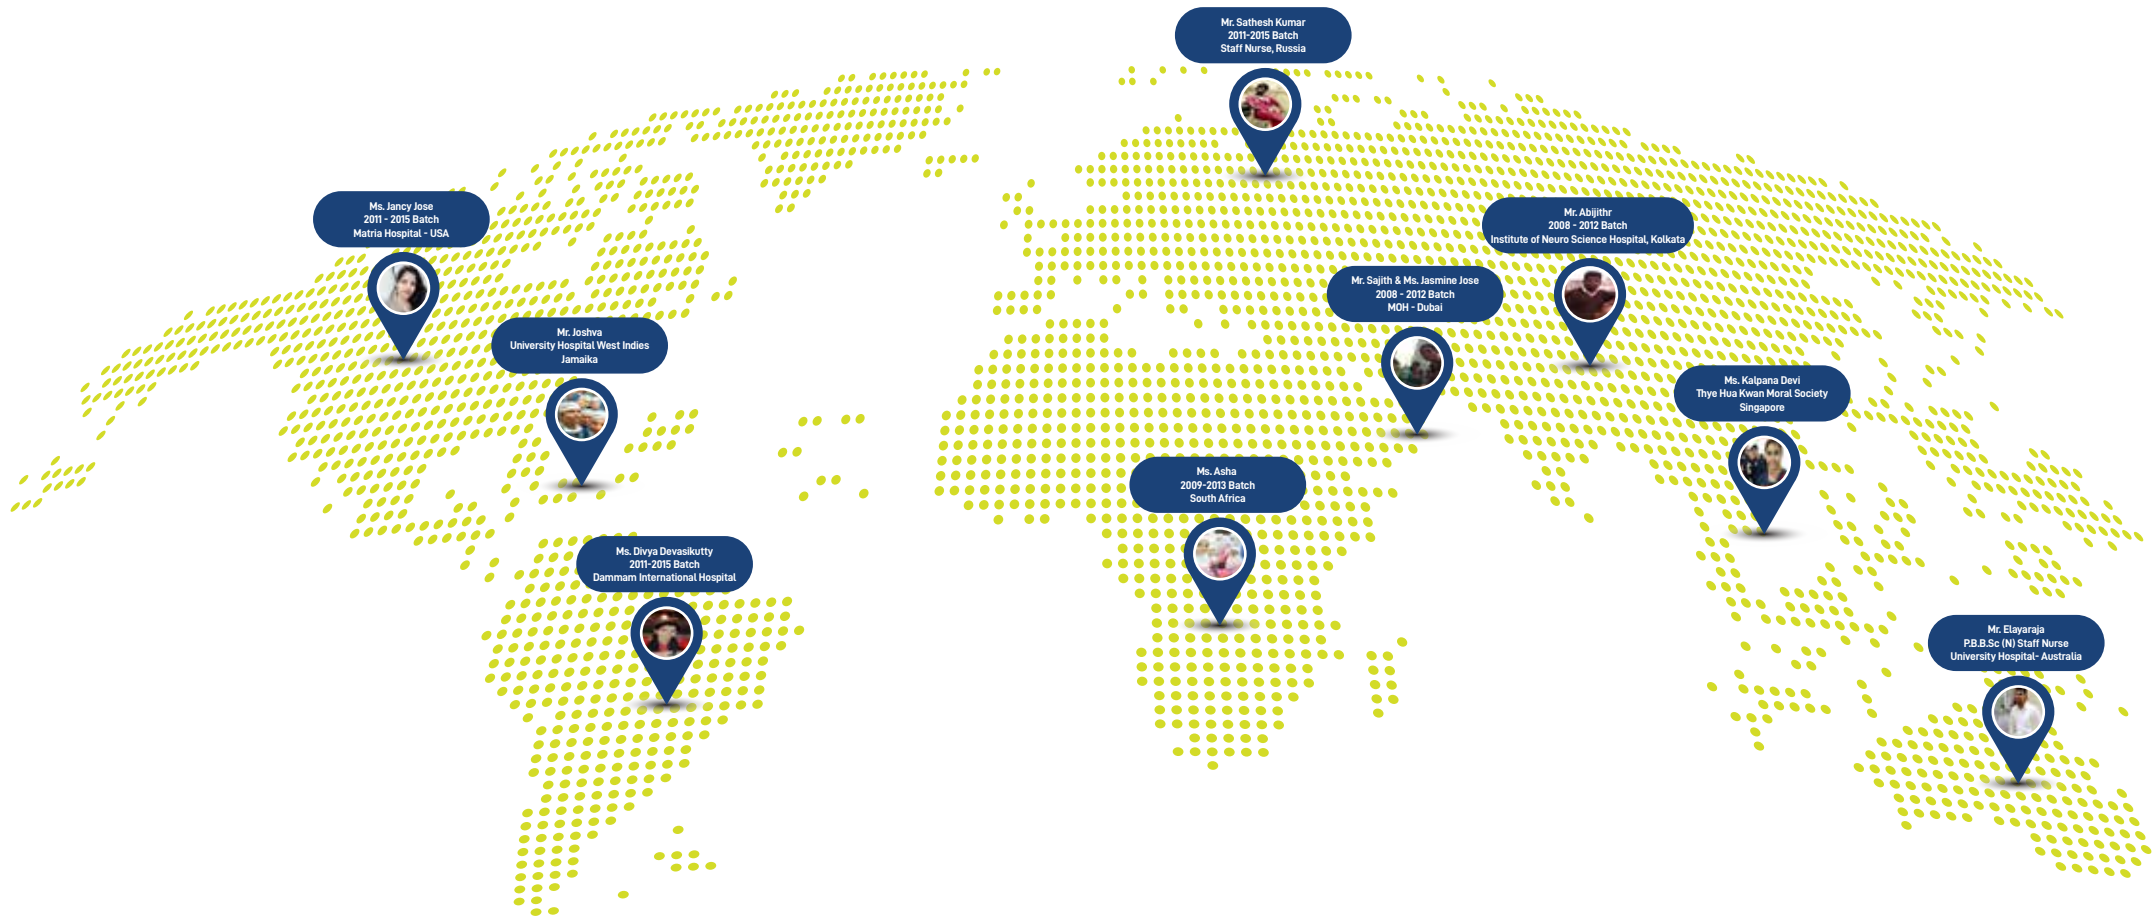 Mr. Sathesh Kumar
2011-2015 Batch
Staff Nurse, Russia
Ms. Jancy Jose
2011 - 2015 Batch
Matria Hospital - USA
Mr. Abijithr
2008 - 2012 Batch
Institute of Neuro Science Hospital, Kolkata
Mr. Sajith & Ms. Jasmine Jose
2008 - 2012 Batch
MOH - Dubai
Mr. Joshva
University Hospital West Indies
Jamaika
Ms. Kalpana Devi
Thye Hua Kwan Moral Society
Singapore
Ms. Asha
2009-2013 Batch
South Africa
Ms. Divya Devasikutty
2011-2015 Batch
Dammam International Hospital
Mr. Elayaraja
P.B.B.Sc (N) Staff Nurse
University Hospital- Australia